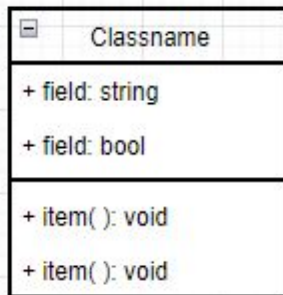 Classname
+ field: string
+ field: bool
+ item( ): void
+ item( ): void